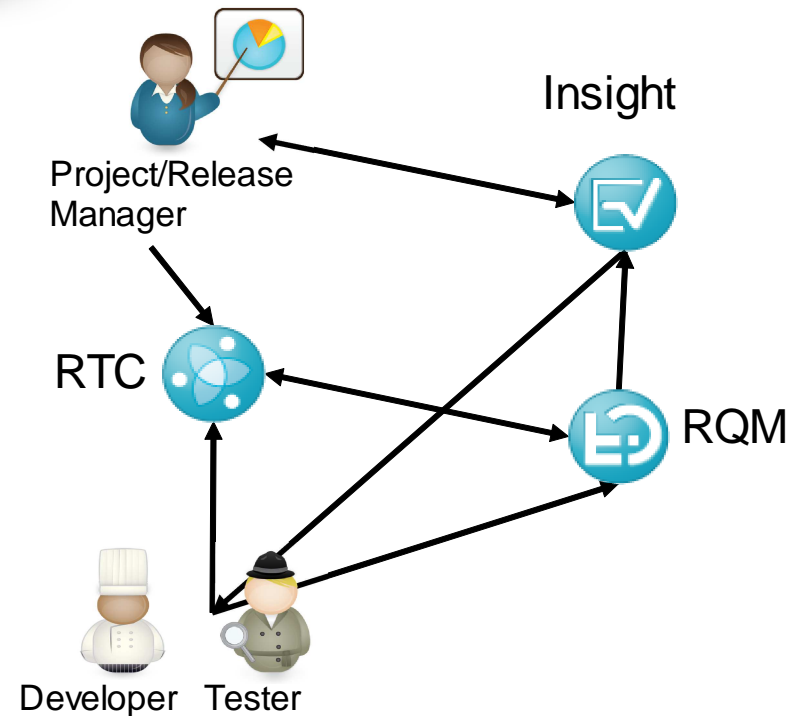 Insight
Project/Release
Manager
RTC
RQM
Developer
Tester